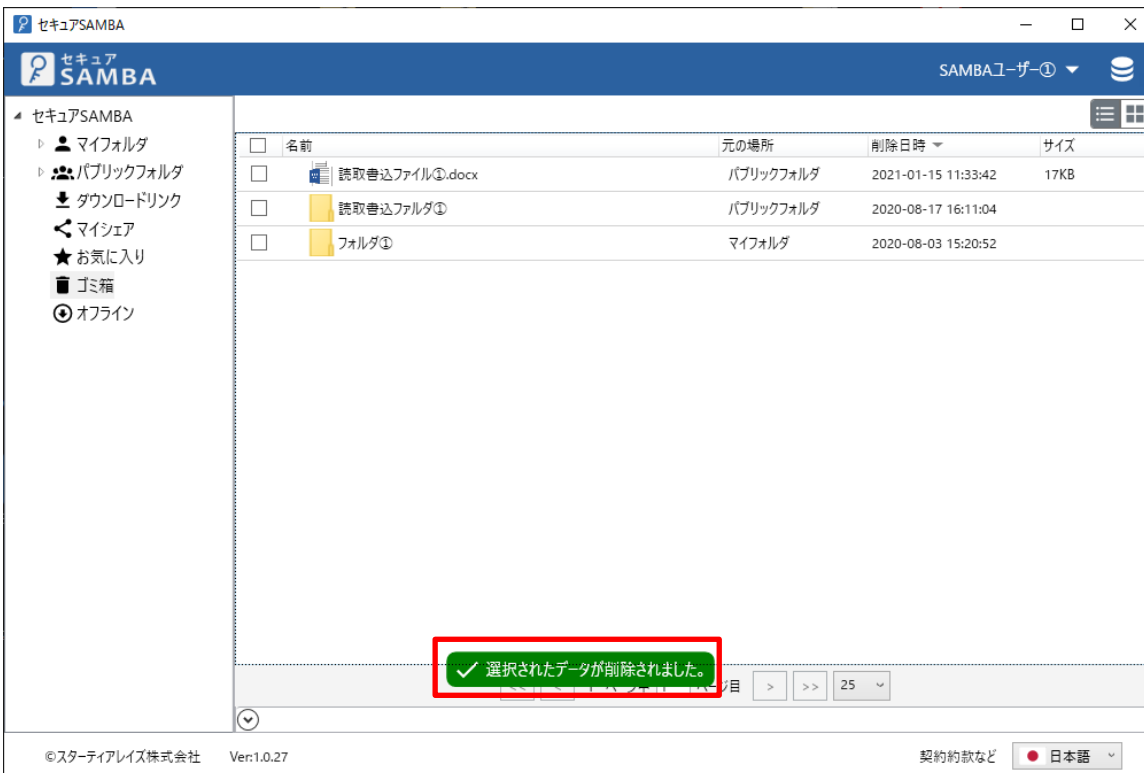 セキュアSAMBA
セキュア
SAMBA
SAMBAユーザー①
セキュアSAMBA
マイフォルダ
パブリックフォルダ
ダウンロードリンク
マイシェア
お気に入り
ゴミ箱
オフライン
名前 元の場所 削除日時 サイズ
読取書込ファイル①.docx パブリックフォルダ 2021-01-15 11:33:42 17KB
読取書込ファルダ① パブリックフォルダ 2020-08-17 16:11:04
フォルダ① マイフォルダ 2020-08-03 15:20:52
選択されたデータが削除されました。
ページ目 > >> 25
©スターティアレイズ株式会社 Ver:1.0.27 契約約款など 日本語